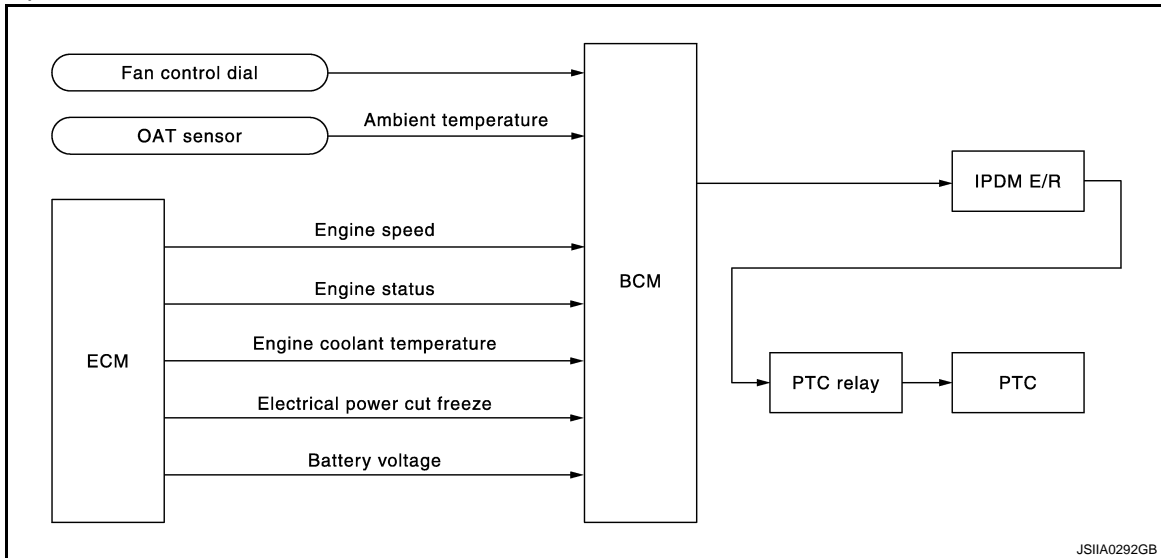 Fan control dial
OAT sensor
Ambient temperature
ECM
Engine speed
Engine status
Engine coolant temperature
Electrical power cut freeze
Battery voltage
BCM
IPDM E/R
PTC relay
PTC
JSIIA0292GB